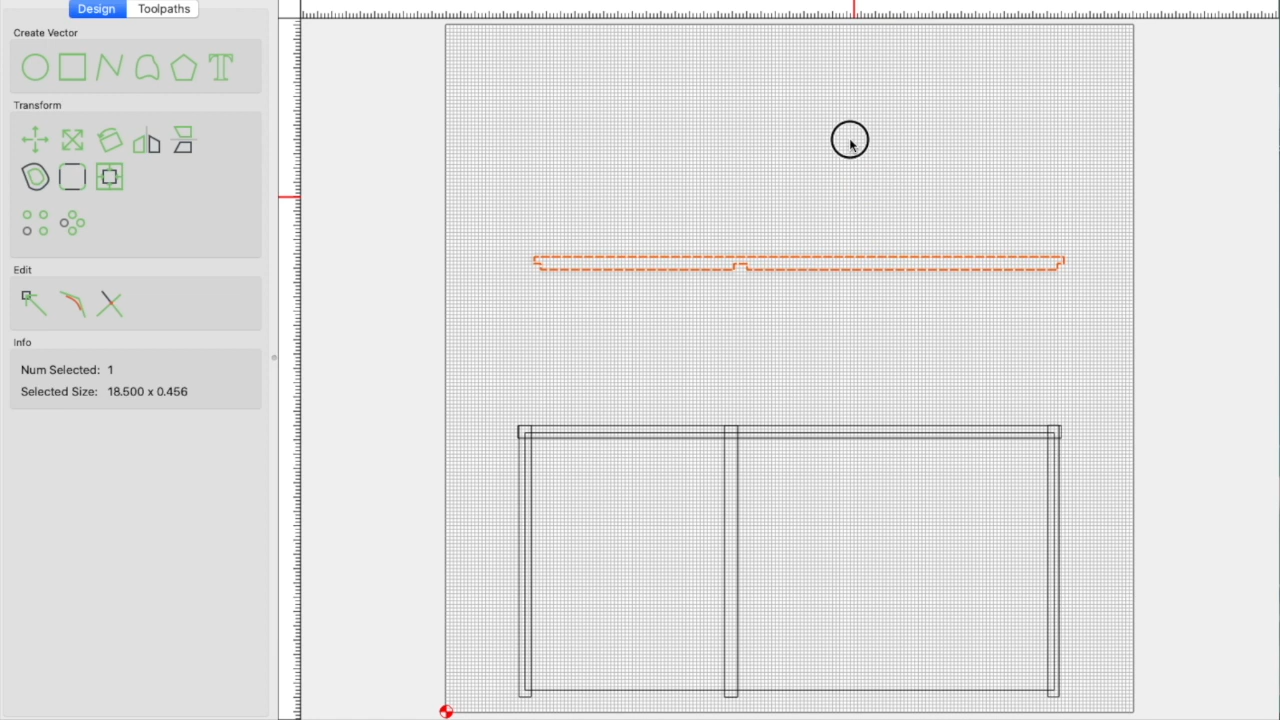 Design Toolpaths
Create Vector
T
Transform
Edit
Info
Num Selected: 1
Selected Size: 18.500 x 0.456